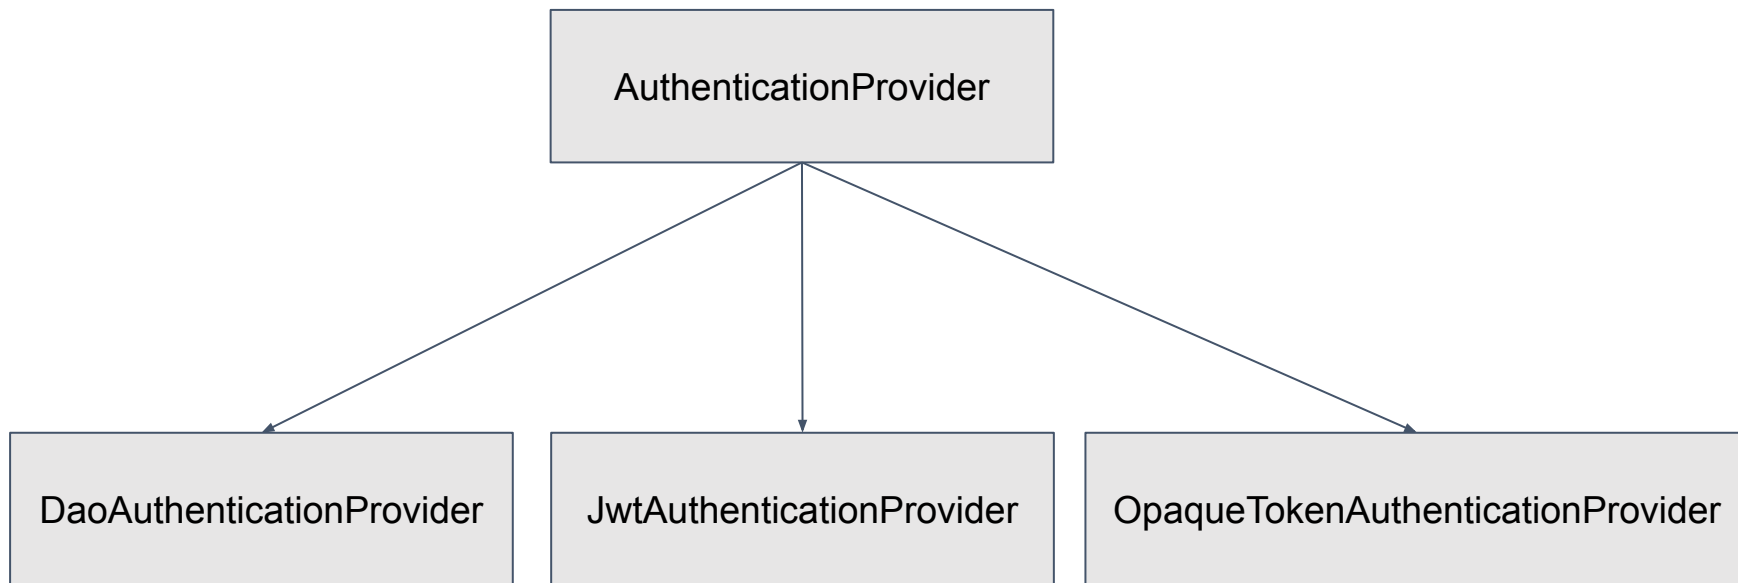 AuthenticationProvider
DaoAuthenticationProvider
JwtAuthenticationProvider
OpaqueTokenAuthenticationProvider